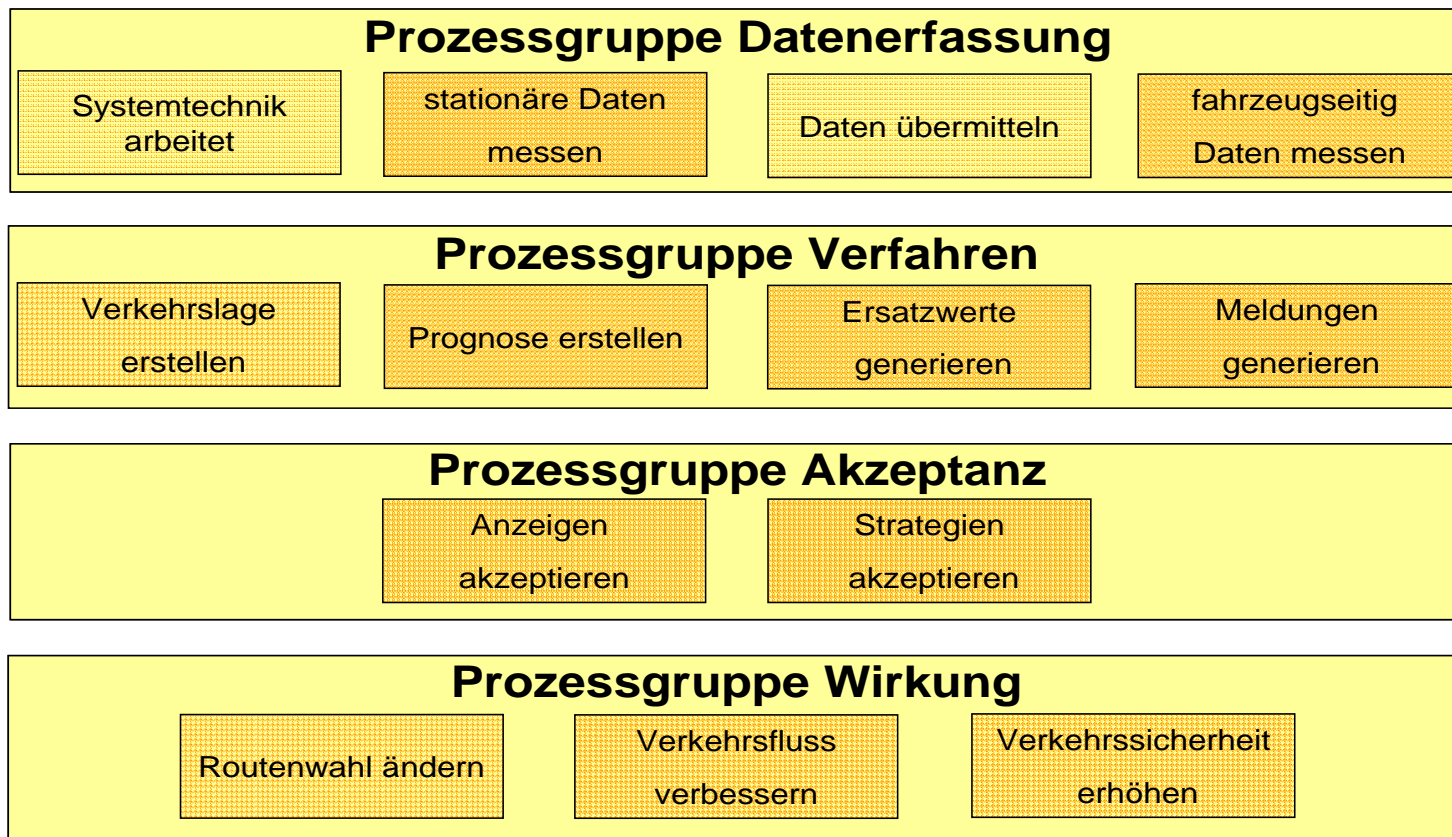 Prozessgruppe Datenerfassung
Systemtechnik
arbeitet
stationäre Daten
messen
Daten übermitteln
fahrzeugseitig
Daten messen
Prozessgruppe Verfahren
Verkehrslage
erstellen
Prognose erstellen
Ersatzwerte
generieren
Meldungen
generieren
Prozessgruppe Akzeptanz
Anzeigen
akzeptieren
Strategien
akzeptieren
Prozessgruppe Wirkung
Routenwahl ändern
Verkehrsfluss
verbessern
Verkehrssicherheit
erhöhen